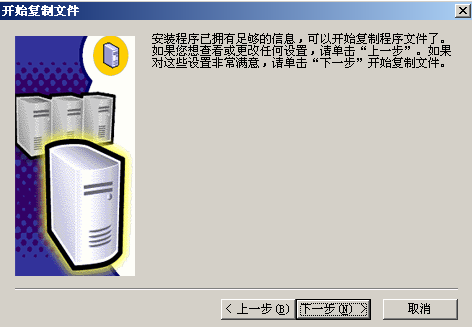 开始复制文件
安装程序已拥有足够的信息，可以开始复制程序文件了。
如果您想查看或更改任何设置，请单击“上一步”。如果
对这些设置非常满意，请单击“下一步”开始复制文件。
< 上一步(B) 下一步(N) > 取消